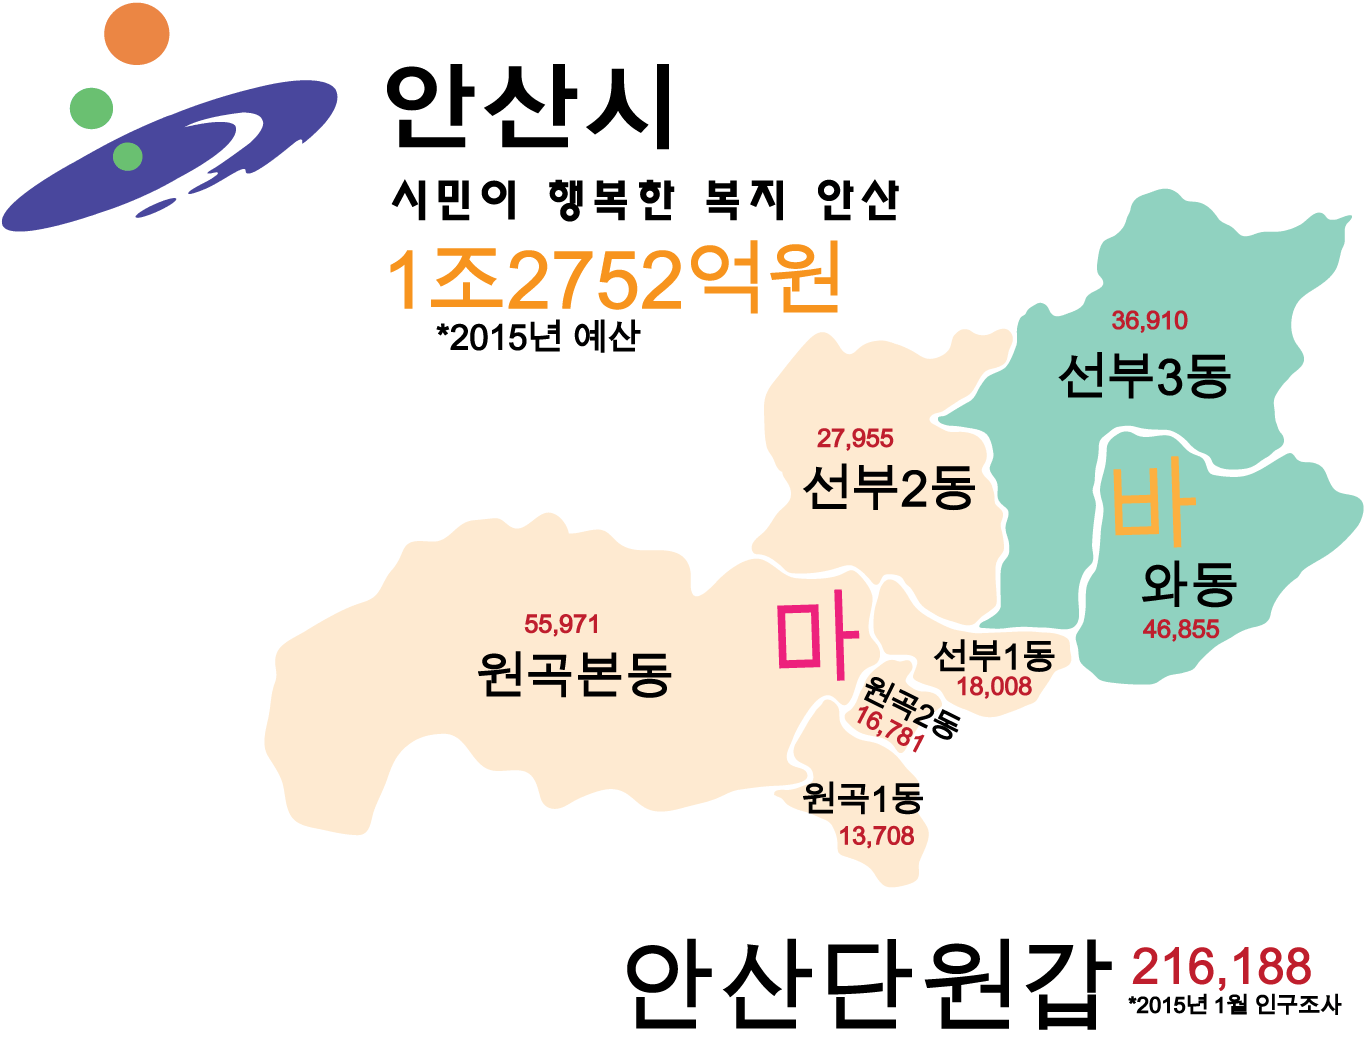 안산시
시민이 행복한 복지 안산
1조2752억원
*2015년 예산
36,910
선부3동
27,955
선부2동
바
와동
46,855
55,971
원곡본동
마
선부1동
18,008
원곡2동
16,781
원곡1동
13,708
안산단원갑 216,188
*2015년 1월 인구조사